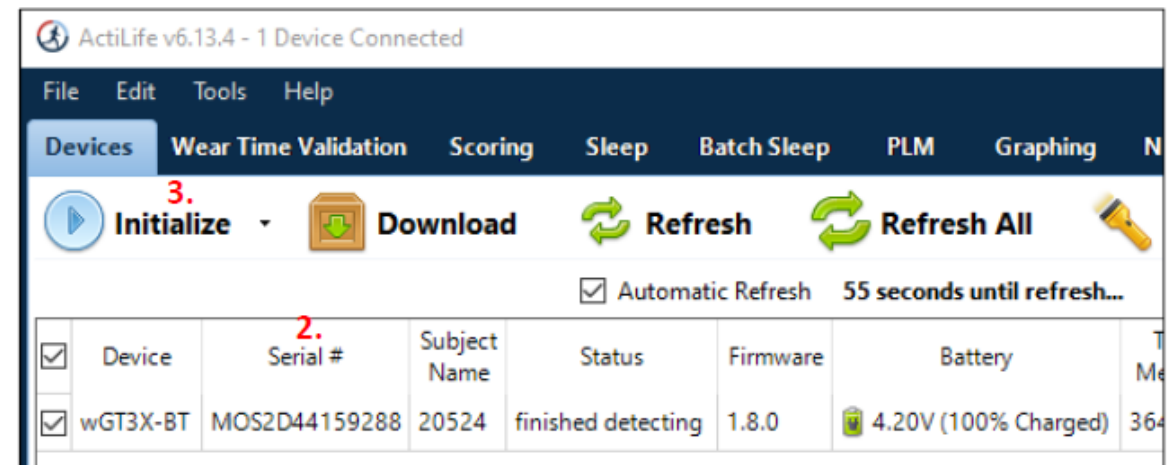 ActiLife v6.13.4 - 1 Device Connected
File Edit Tools Help
Devices Wear Time Validation Scoring Sleep Batch Sleep PLM Graphing N
3.
Initialize Download Refresh Refresh All
Automatic Refresh 55 seconds until refresh...
2.
Device Serial # Subject Name Status Firmware Battery T Me
wGT3X-BT MOS2D44159288 20524 finished detecting 1.8.0 4.20V (100% Charged) 364